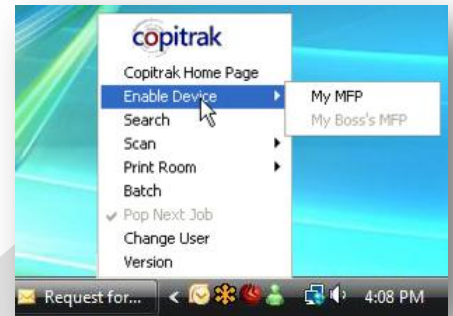 copitrak
Copitrak Home Page
Enable Device
My MFP
My Boss's MFP
Search
Scan
Print Room
Batch
Pop Next Job
Change User
Version
Request for...
4:08 PM